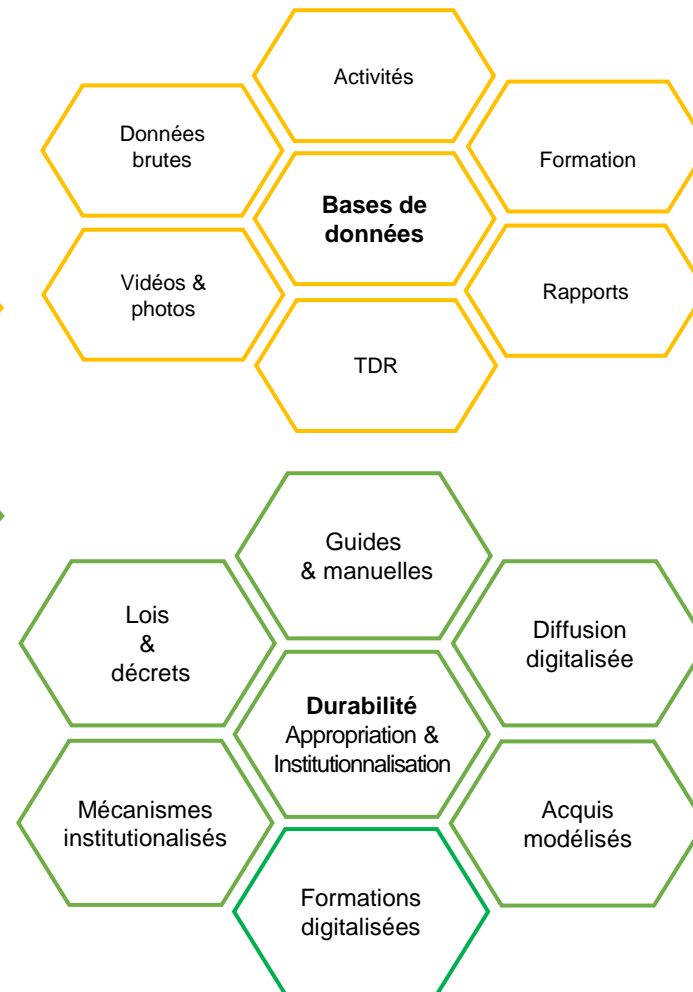 Activités
Données
brutes
Formation
Bases de
données
Vidéos &
photos
Rapports
TDR
Guides
& manuelles
Lois
&
décrets
Diffusion
digitalisée
Durabilité
Appropriation &
Institutionnalisation
Mécanismes
institutionalisés
Acquis
modélisés
Formations
digitalisées